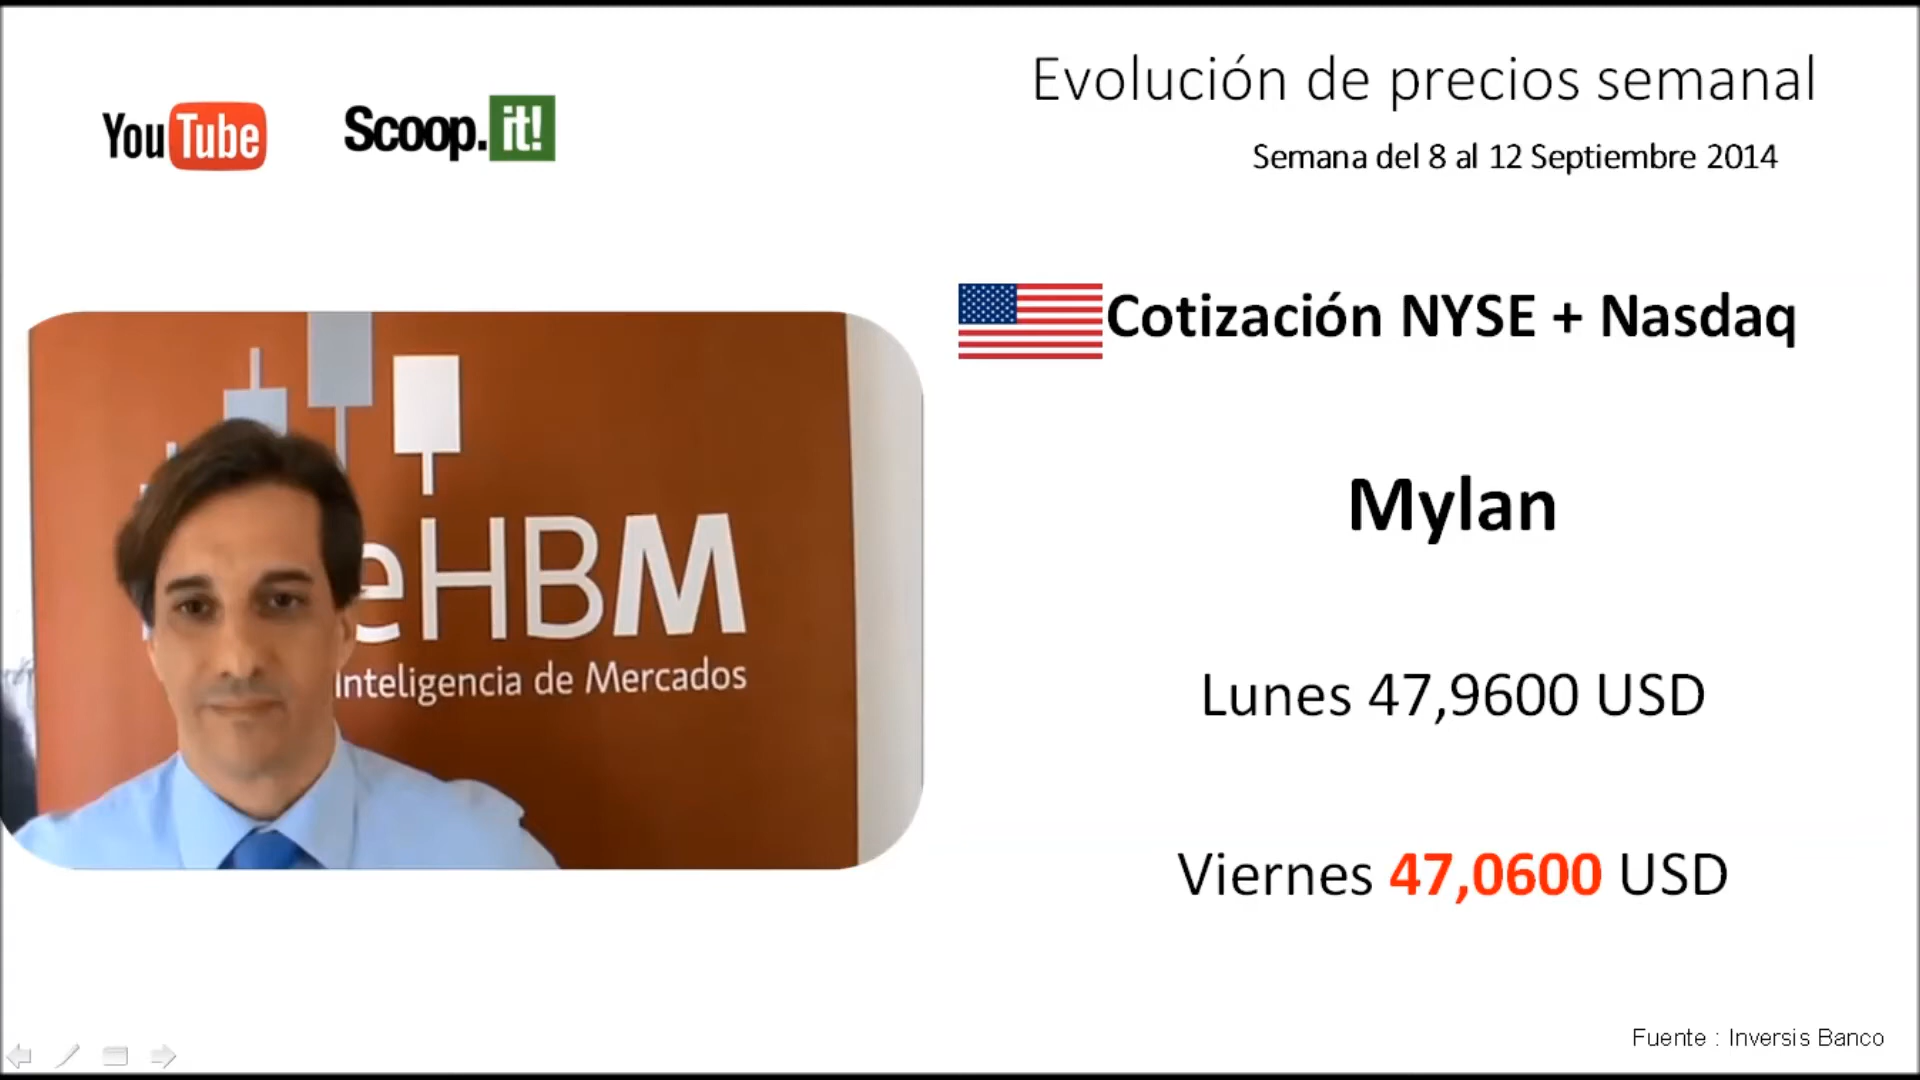 YouTube
Scoop.it!
Evolución de precios semanal
Semana del 8 al 12 Septiembre 2014
Cotización NYSE + Nasdaq
Mylan
Lunes 47,9600 USD
Viernes 47,0600 USD
eHBM
Inteligencia de Mercados
Fuente : Inversis Banco